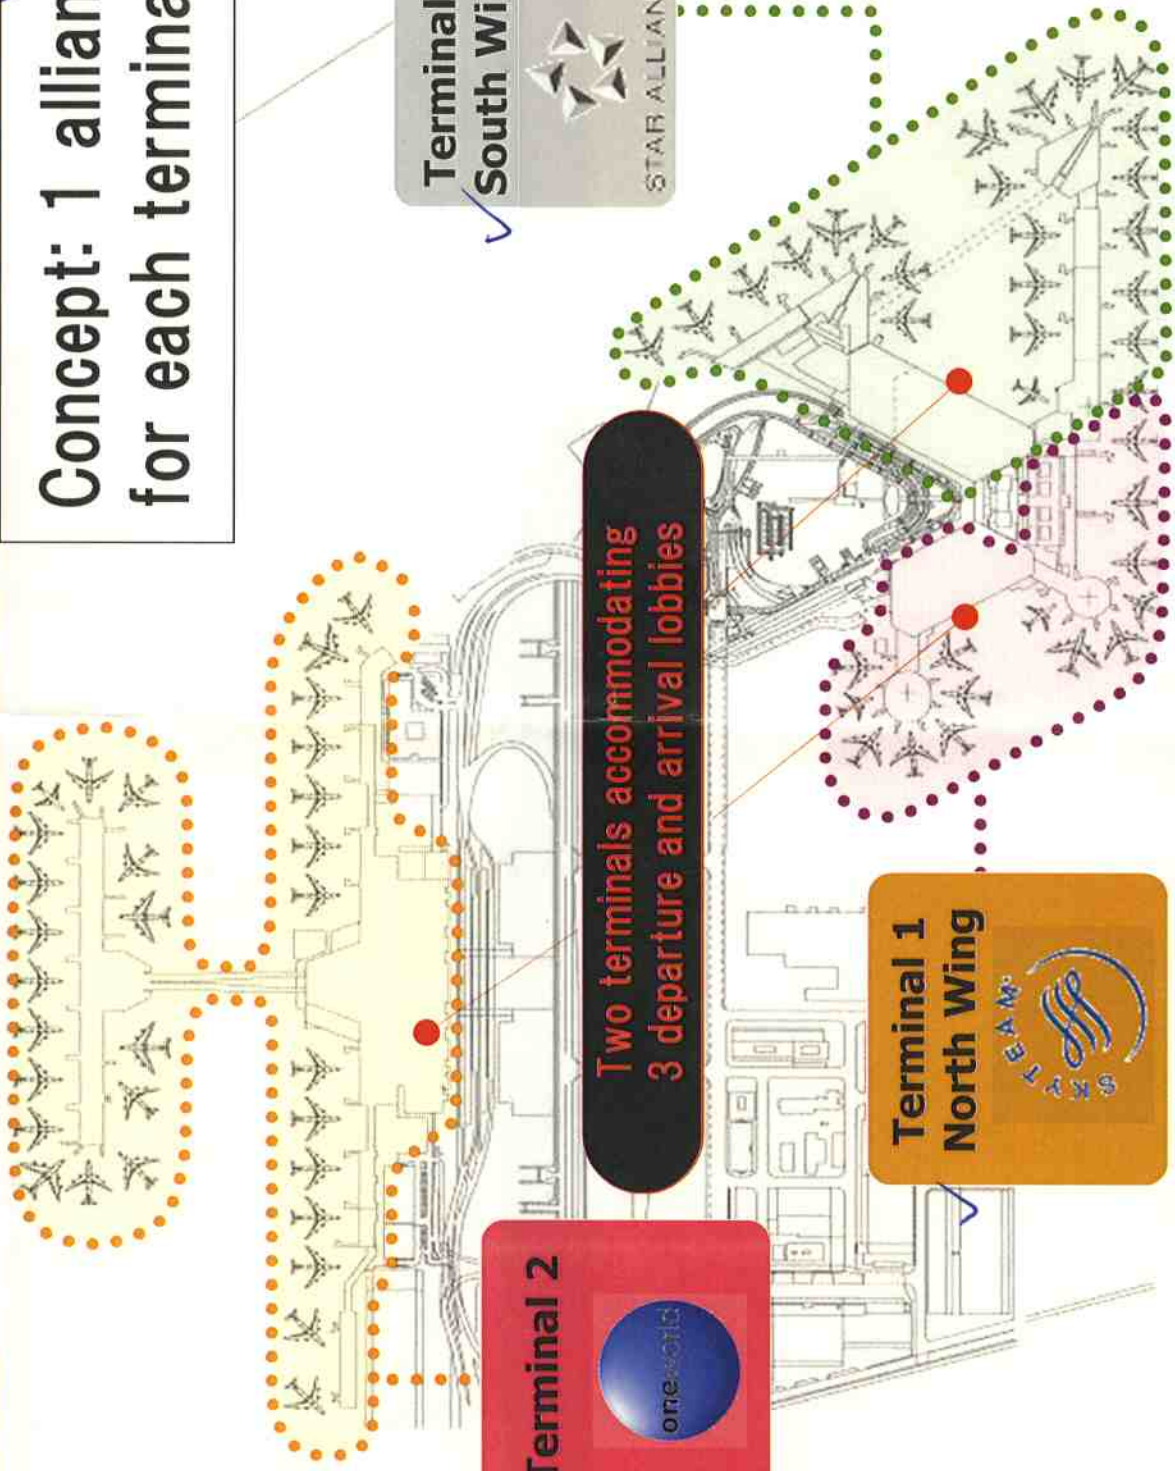 Concept: 1 allian
for each termina
Terminal
South Wi
STAR ALLIAN
Two terminals accommodating
3 departure and arrival lobbies
Terminal 1
North Wing
SKYTEAM
Terminal 2
oneworld